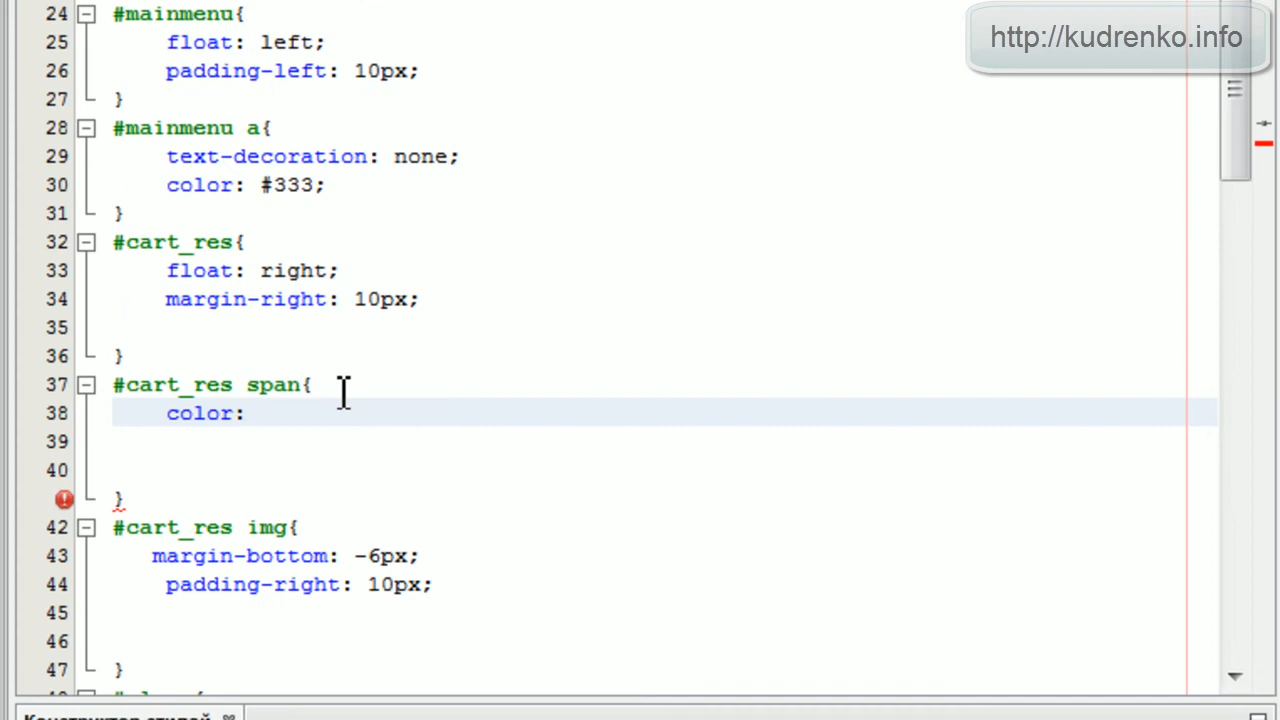 http://kudrenko.info
24 #mainmenu{
25 float: left;
26 padding-left: 10px;
27 }
28 #mainmenu a{
29 text-decoration: none;
30 color: #333;
31 }
32 #cart_res{
33 float: right;
34 margin-right: 10px;
35
36 }
37 #cart_res span{
38 color:
39
40
}
42 #cart_res img{
43 margin-bottom: -6px;
44 padding-right: 10px;
45
46
47 }
Конструктор стилей